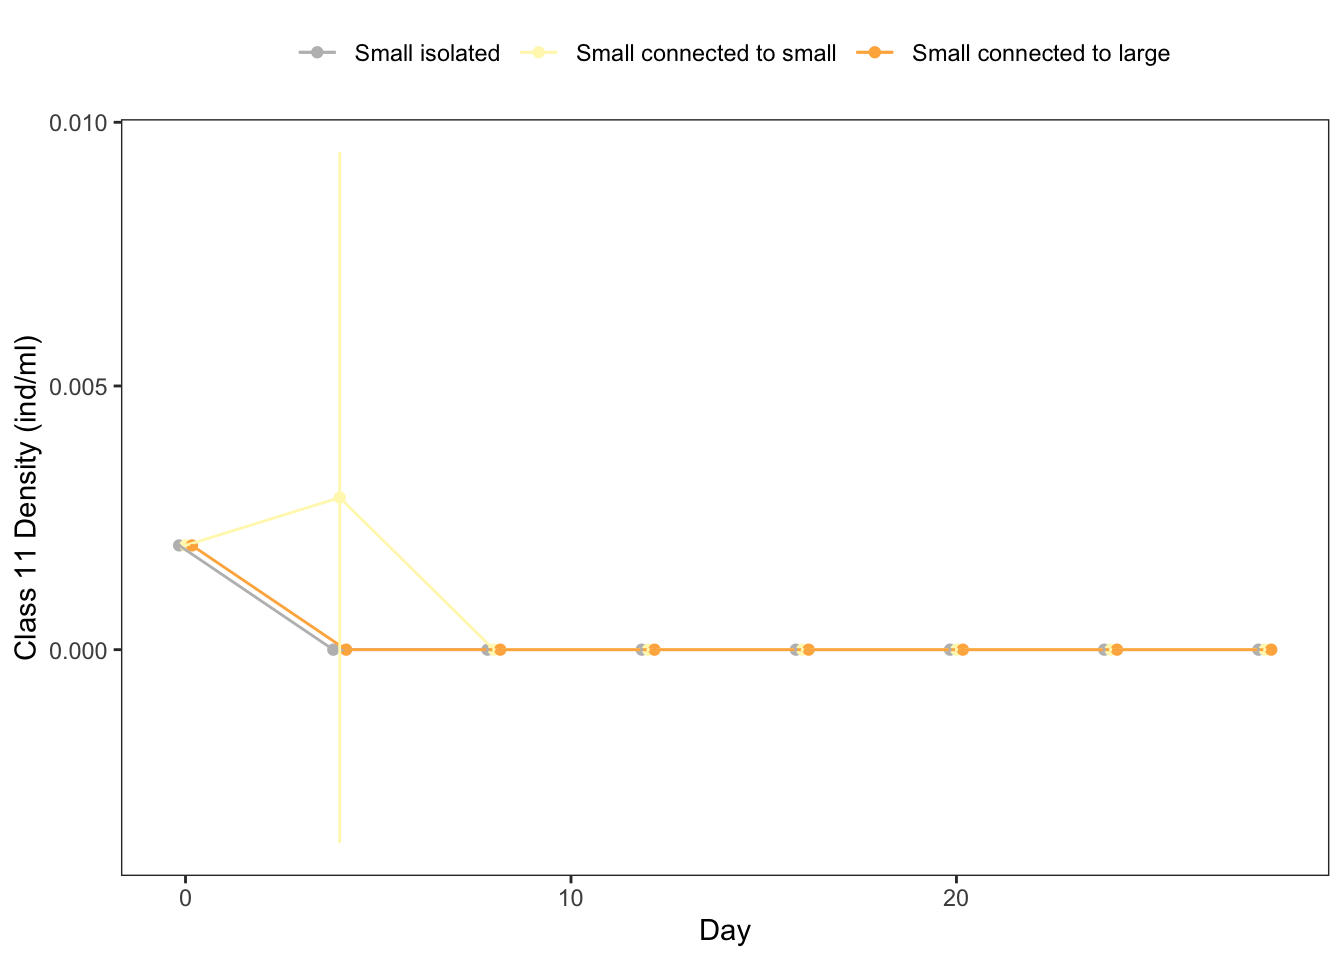 Small isolated Small connected to small Small connected to large
0.010
0.005
0.000
Class 11 Density (ind/ml)
0 10 20
Day